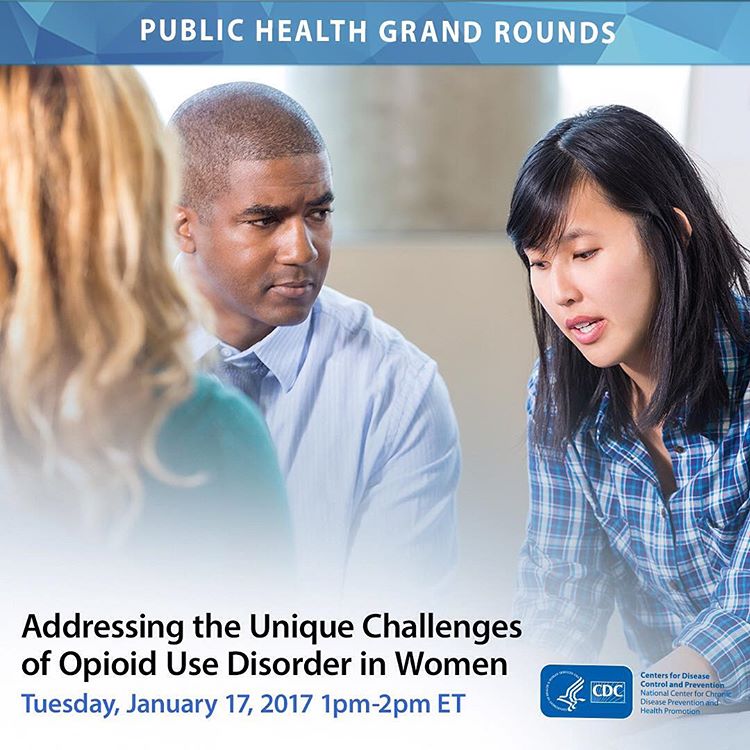 PUBLIC HEALTH GRAND ROUNDS
Addressing the Unique Challenges
of Opioid Use Disorder in Women
Tuesday, January 17, 2017 1pm-2pm ET
CDC
Centers for Disease
Control and Prevention
National Center for Chronic
Disease Prevention and
Health Promotion